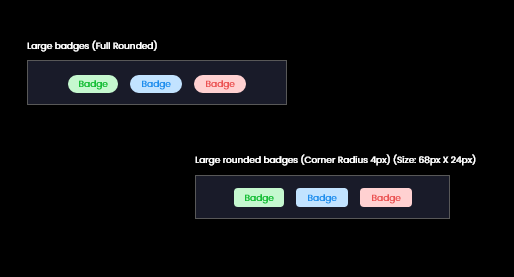 Large badges (Full Rounded)
Badge Badge Badge
Large rounded badges (Corner Radius 4px) (Size: 68px X 24px)
Badge Badge Badge